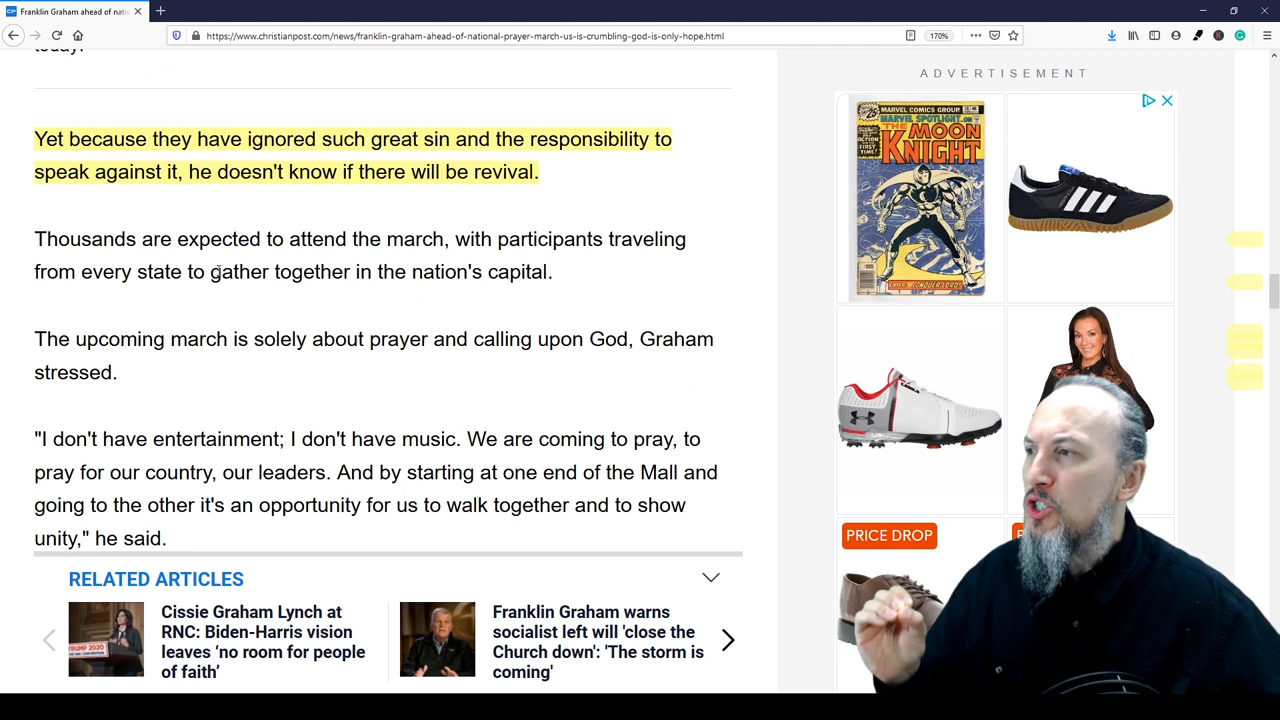 Franklin Graham ahead of natio
https://www.christianpost.com/news/franklin-graham-ahead-of-national-prayer-march-us-is-crumbling-god-is-only-hope.html
170%
today.
Yet because they have ignored such great sin and the responsibility to
speak against it, he doesn't know if there will be revival.
Thousands are expected to attend the march, with participants traveling
from every state to gather together in the nation's capital.
The upcoming march is solely about prayer and calling upon God, Graham
stressed.
"I don't have entertainment; I don't have music. We are coming to pray, to
pray for our country, our leaders. And by starting at one end of the Mall and
going to the other it's an opportunity for us to walk together and to show
unity," he said.
RELATED ARTICLES
Cissie Graham Lynch at
RNC: Biden-Harris vision
leaves ‘no room for people
of faith’
Franklin Graham warns
socialist left will 'close the
Church down': 'The storm is
coming'
ADVERTISEMENT
MARVEL COMICS GROUP
MARVEL SPOTLIGHT ON
THE MOON
KNIGHT
PRICE DROP